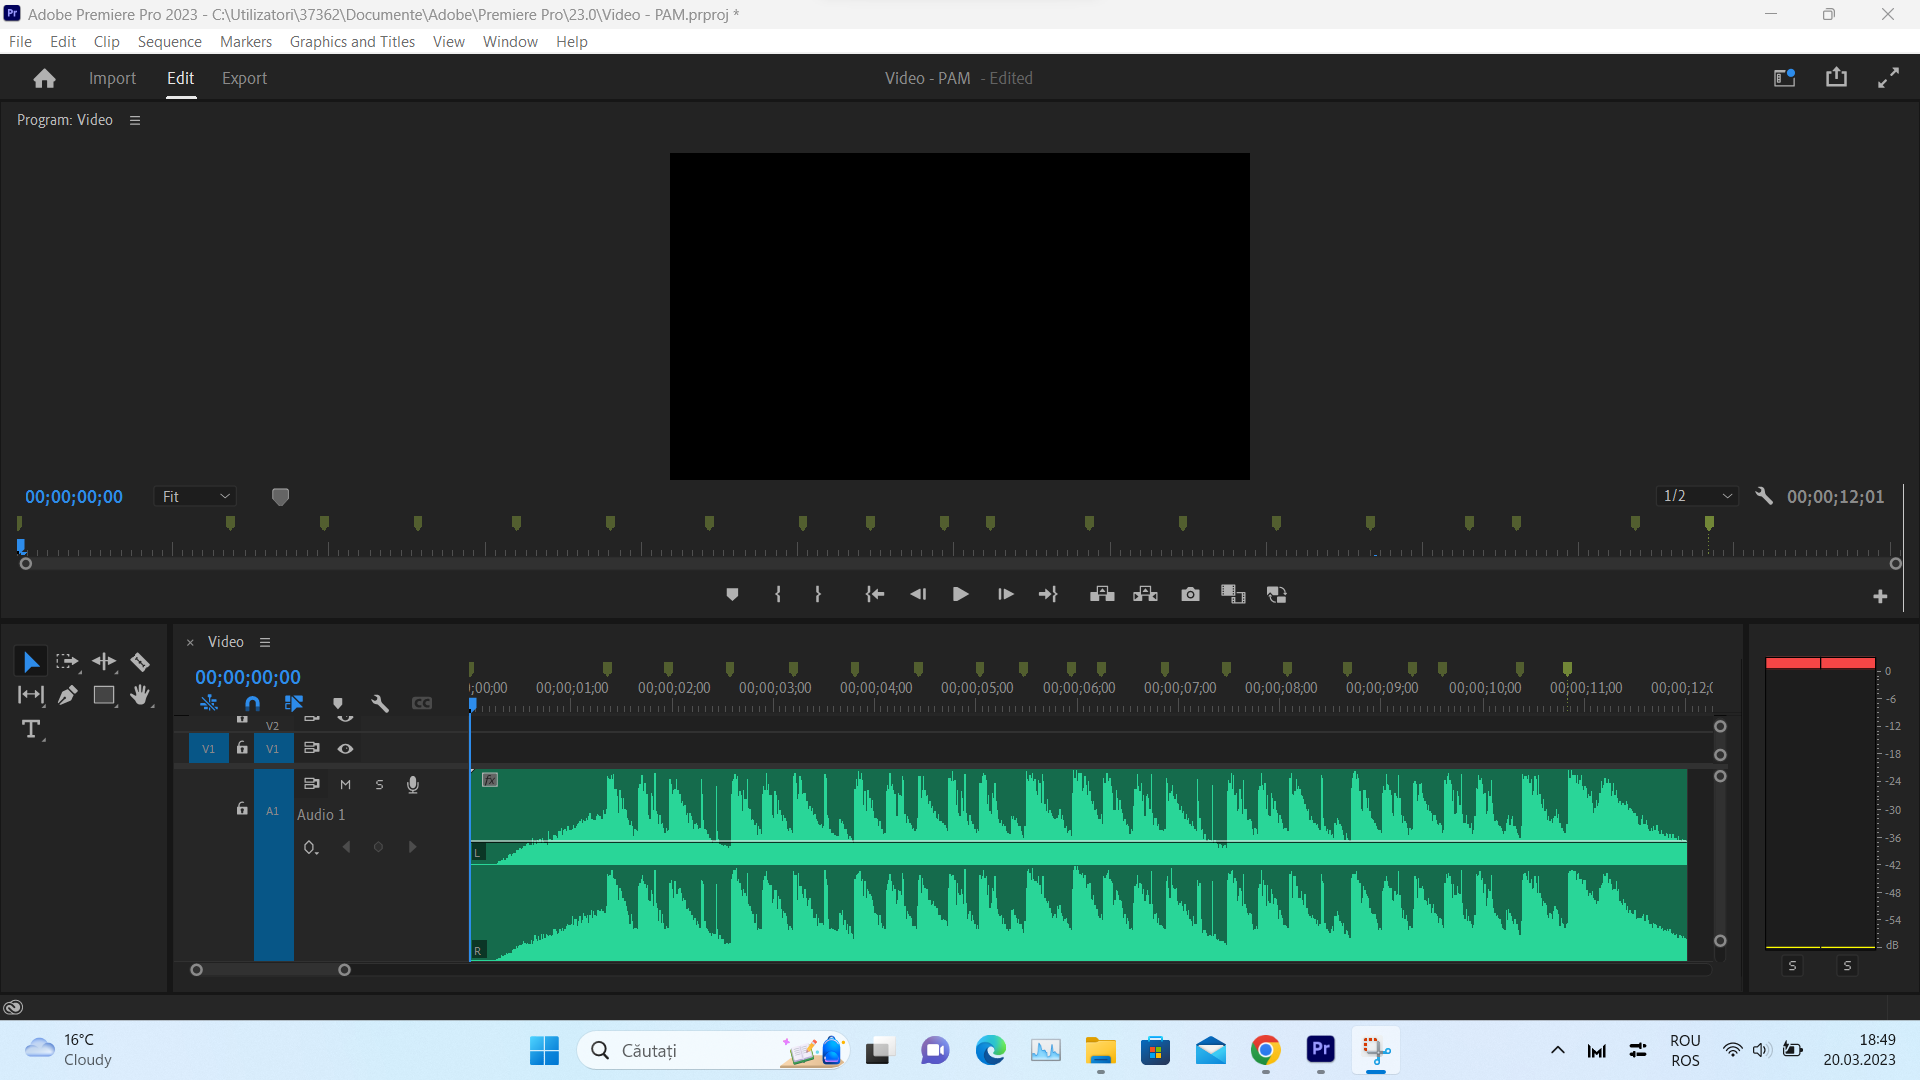 Pr Adobe Premiere Pro 2023 - C:\Utilizatori\37362\Documente\Adobe\Premiere Pro\23.0\Video - PAM.prproj *
File Edit Clip Sequence Markers Graphics and Titles View Window Help
Import Edit Export Video - PAM - Edited
Program: Video
00;00;00;00 Fit 1/2 00;00;12;01
× Video
00;00;00;00
;00;00 00;00;01;00 00;00;02;00 00;00;03;00 00;00;04;00 00;00;05;00 00;00;06;00 00;00;07;00 00;00;08;00 00;00;09;00 00;00;10;00 00;00;11;00 00;00;12;0
CC
V2
V1 V1
M S
fx
A1 Audio 1
L
R
0
-6
-12
-18
-24
-30
-36
-42
-48
-54
dB
S S
T
16°C
Cloudy
Căutați
Pr
ROU
ROS
18:49
20.03.2023